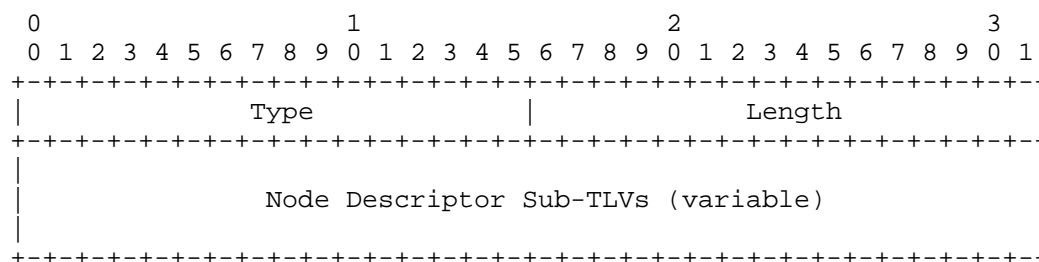 0                   1                   2                   3
 0 1 2 3 4 5 6 7 8 9 0 1 2 3 4 5 6 7 8 9 0 1 2 3 4 5 6 7 8 9 0 1
+-+-+-+-+-+-+-+-+-+-+-+-+-+-+-+-+-+-+-+-+-+-+-+-+-+-+-+-+-+-+-+--
|              Type             |             Length
+-+-+-+-+-+-+-+-+-+-+-+-+-+-+-+-+-+-+-+-+-+-+-+-+-+-+-+-+-+-+-+--
|
|               Node Descriptor Sub-TLVs (variable)
|
+-+-+-+-+-+-+-+-+-+-+-+-+-+-+-+-+-+-+-+-+-+-+-+-+-+-+-+-+-+-+-+--